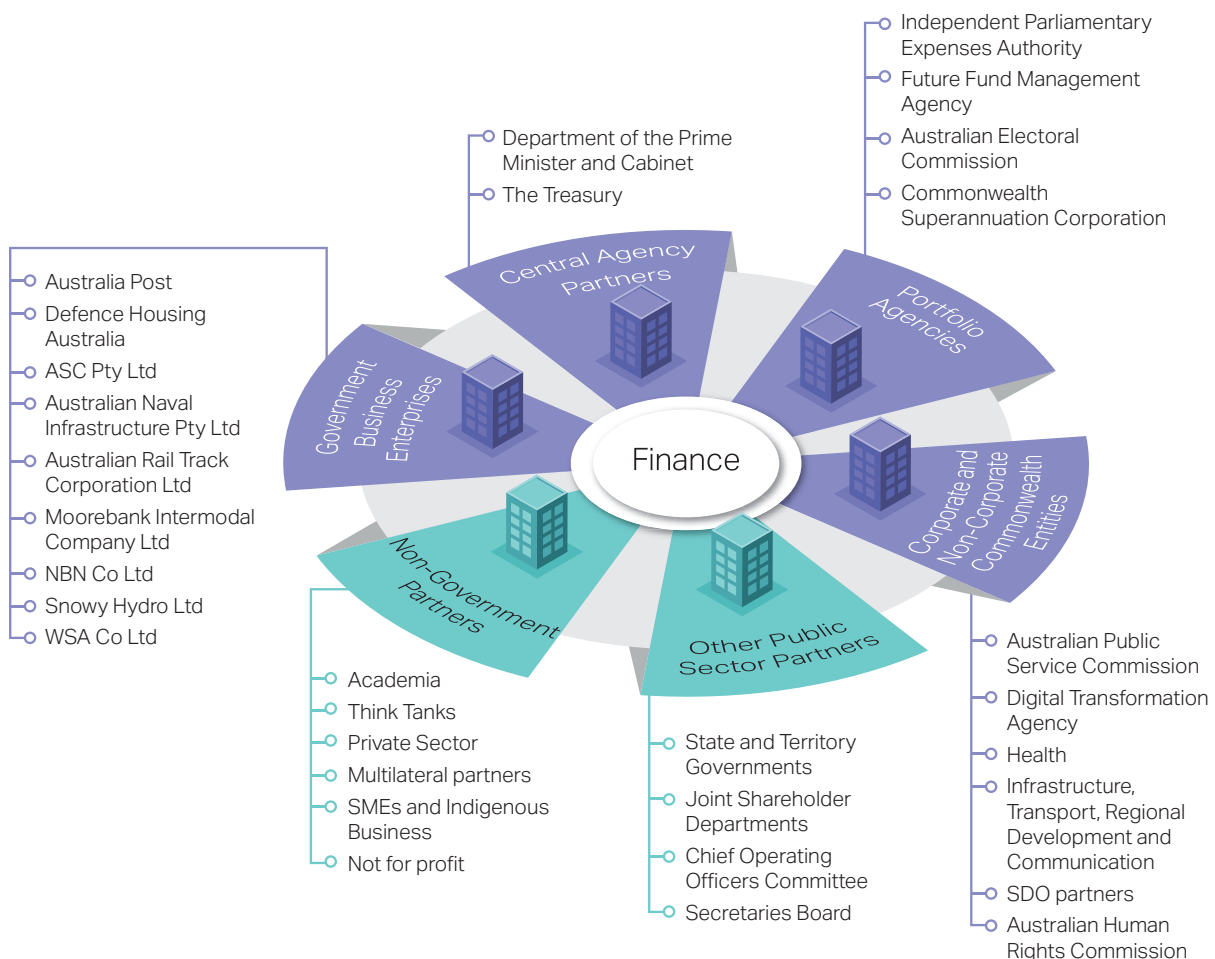 Independent Parliamentary
Expenses Authority
Future Fund Management
Agency
Australian Electoral
Commission
Commonwealth
Superannuation Corporation
Department of the Prime
Minister and Cabinet
The Treasury
Central Agency
Partners
Portfolio
Agencies
Australia Post
Defence Housing
Australia
ASC Pty Ltd
Australian Naval
Infrastructure Pty Ltd
Australian Rail Track
Corporation Ltd
Moorebank Intermodal
Company Ltd
NBN Co Ltd
Snowy Hydro Ltd
WSA Co Ltd
Government
Business
Enterprises
Finance
Corporate and
Non-Corporate
Commonwealth
Entities
Non-Government
Partners
Other Public
Sector Partners
Academia
Think Tanks
Private Sector
Multilateral partners
SMEs and Indigenous
Business
Not for profit
State and Territory
Governments
Joint Shareholder
Departments
Chief Operating
Officers Committee
Secretaries Board
Australian Public
Service Commission
Digital Transformation
Agency
Health
Infrastructure,
Transport, Regional
Development and
Communication
SDO partners
Australian Human
Rights Commission